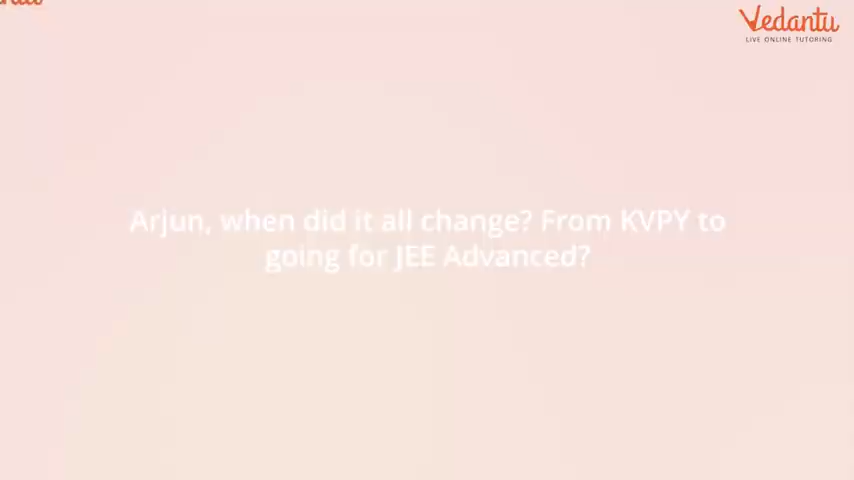 Vedantu
LIVE ONLINE TUTORING
Arjun, when did it all change? From KVPY to
going for JEE Advanced?